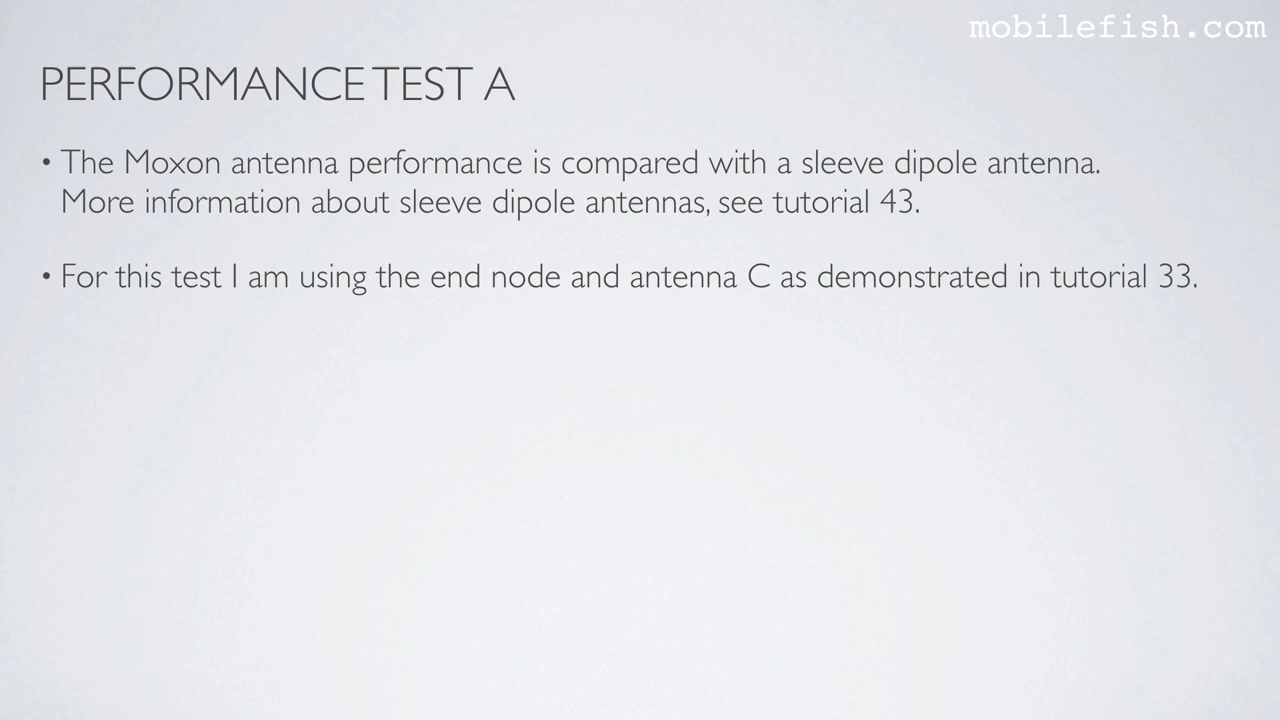 mobilefish.com
PERFORMANCE TEST A
• The Moxon antenna performance is compared with a sleeve dipole antenna.
More information about sleeve dipole antennas, see tutorial 43.
• For this test I am using the end node and antenna C as demonstrated in tutorial 33.